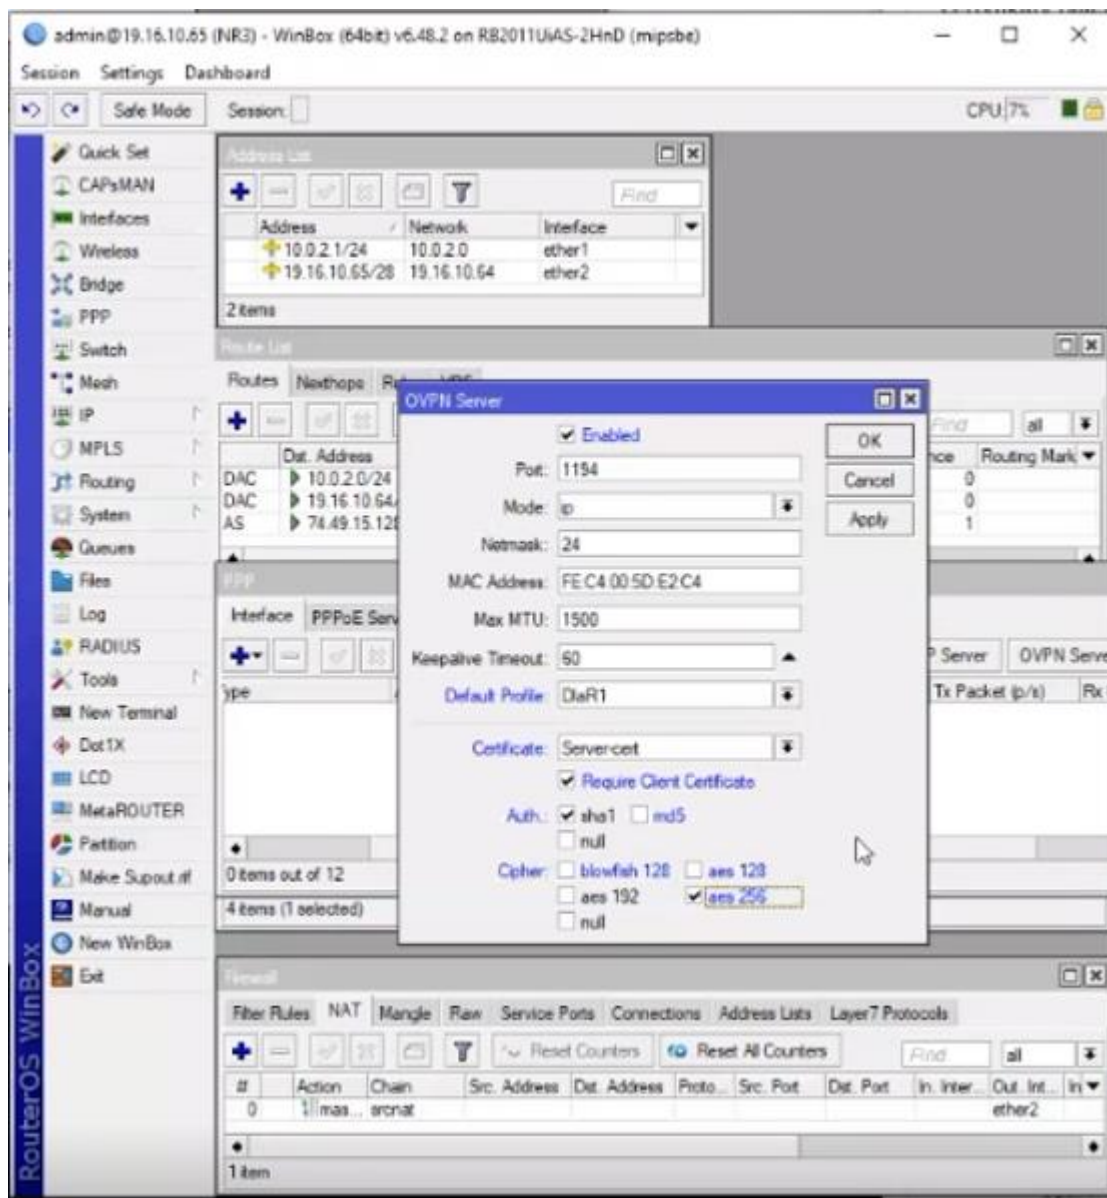 admin@19.16.10.65 (NR3) - WinBox (64bit) v6.48.2 on RB2011UiAS-2HnD (mipsbe)
Session Settings Dashboard
Safe Mode Session: CPU: 7%
Quick Set
CAPsMAN
Interfaces
Wireless
Bridge
PPP
Switch
Mesh
IP
MPLS
Routing
System
Queues
Files
Log
RADIUS
Tools
New Terminal
Dot1X
LCD
MetaROUTER
Partition
Make Supout.rif
Manual
New WinBox
Exit
RouterOS WinBox
Address List
Find
Address Network Interface
10.0.2.1/24 10.0.2.0 ether1
19.16.10.65/28 19.16.10.64 ether2
2 items
Route List
Routes Nexthops
Find all
Dst. Address nce Routing Mark
DAC 10.0.2.0/24 0
DAC 19.16.10.64 0
AS 74.49.15.128 1
PPP
Interface PPPoE Serv
P Server OVPN Serve
ype Tx Packet (p/s) Rx
0 items out of 12
4 items (1 selected)
OVPN Server
Enabled
Port: 1194
Mode: ip
Netmask: 24
MAC Address: FE:C4:00:5D:E2:C4
Max MTU: 1500
Keepalive Timeout: 60
Default Profile: DlaR1
Certificate: Server-cert
Require Client Certificate
Auth.: sha1 md5
null
Cipher: blowfish 128 aes 128
aes 192 aes 256
null
OK
Cancel
Apply
Firewall
Filter Rules NAT Mangle Raw Service Ports Connections Address Lists Layer7 Protocols
Reset Counters Reset All Counters Find all
# Action Chain Src. Address Dst. Address Proto... Src. Port Dst. Port In. Inter... Out. Int... In
0 mas... srcnat ether2
1 item